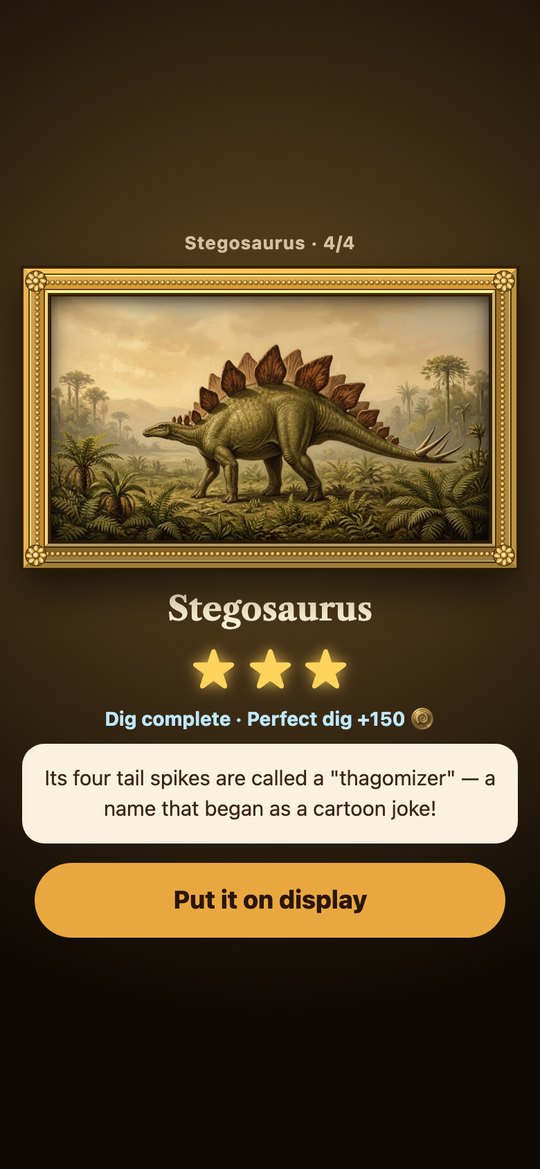 Stegosaurus · 4/4
Stegosaurus
Dig complete · Perfect dig +150
Its four tail spikes are called a "thagomizer" — a
name that began as a cartoon joke!
Put it on display